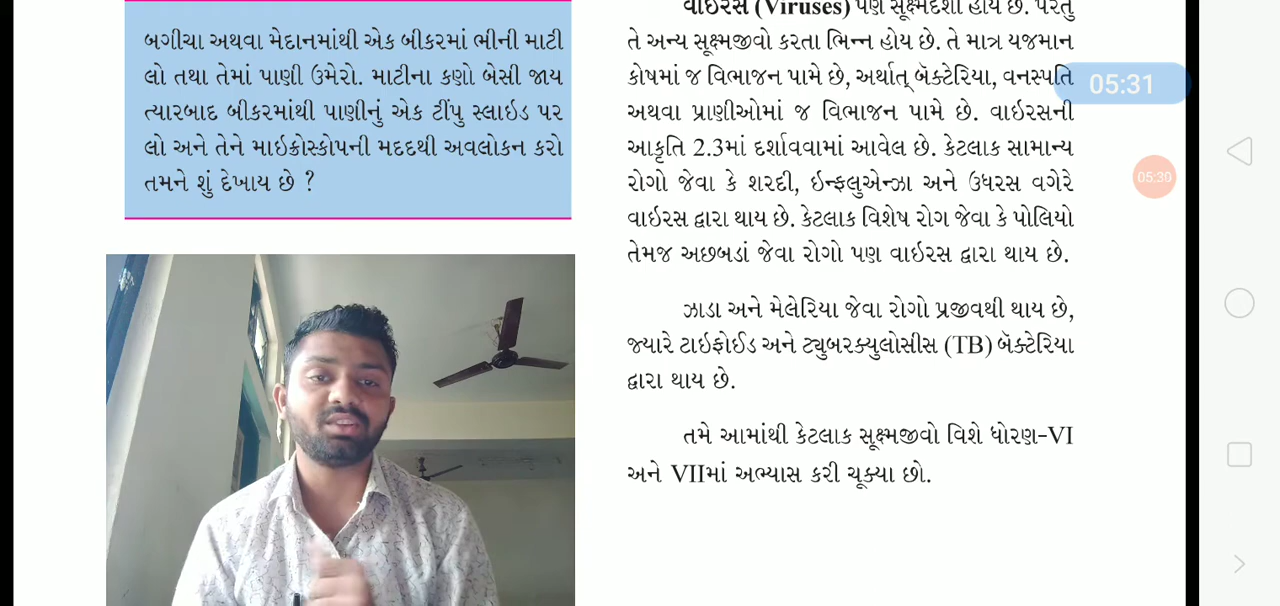 બગીચા અથવા મેદાનમાંથી એક બીકરમાં ભીની માટી
લો તથા તેમાં પાણી ઉમેરો. માટીના કણો બેસી જાય
ત્યારબાદ બીકરમાંથી પાણીનું એક ટીંપુ સ્લાઇડ પર
લો અને તેને માઇક્રોસ્કોપની મદદથી અવલોકન કરો
તમને શું દેખાય છે ?
વાઇરસ (Viruses) પણ સૂક્ષ્મદર્શી હોય છે. પરંતુ
તે અન્ય સૂક્ષ્મજીવો કરતા ભિન્ન હોય છે. તે માત્ર યજમાન
કોષમાં જ વિભાજન પામે છે, અર્થાત્ બૅક્ટેરિયા, વનસ્પતિ
અથવા પ્રાણીઓમાં જ વિભાજન પામે છે. વાઇરસની
આકૃતિ 2.3માં દર્શાવવામાં આવેલ છે. કેટલાક સામાન્ય
રોગો જેવા કે શરદી, ઇન્ફલુએન્ઝા અને ઉધરસ વગેરે
વાઇરસ દ્વારા થાય છે. કેટલાક વિશેષ રોગ જેવા કે પોલિયો
તેમજ અછબડાં જેવા રોગો પણ વાઇરસ દ્વારા થાય છે.
ઝાડા અને મેલેરિયા જેવા રોગો પ્રજીવથી થાય છે,
જ્યારે ટાઇફોઈડ અને ટ્યુબરક્યુલોસીસ (TB) બૅક્ટેરિયા
દ્વારા થાય છે.
તમે આમાંથી કેટલાક સૂક્ષ્મજીવો વિશે ધોરણ-VI
અને VIIમાં અભ્યાસ કરી ચૂક્યા છો.
05:31
05:30